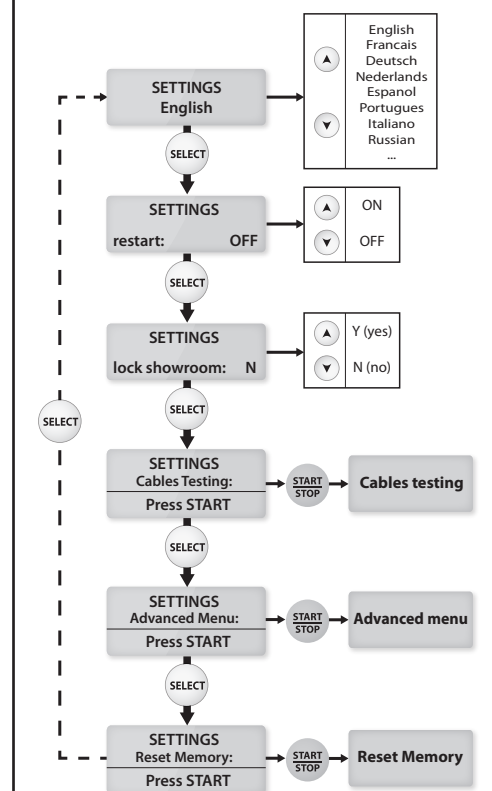 English
Francais
Deutsch
Nederlands
Espanol
Portugues
Italiano
Russian
...
SETTINGS
English
SELECT
SETTINGS
restart: OFF
ON
OFF
SELECT
SETTINGS
lock showroom: N
Y (yes)
N (no)
SELECT
SELECT
SETTINGS
Cables Testing:
Press START
START
STOP
Cables testing
SELECT
SETTINGS
Advanced Menu:
Press START
START
STOP
Advanced menu
SELECT
SETTINGS
Reset Memory:
Press START
START
STOP
Reset Memory